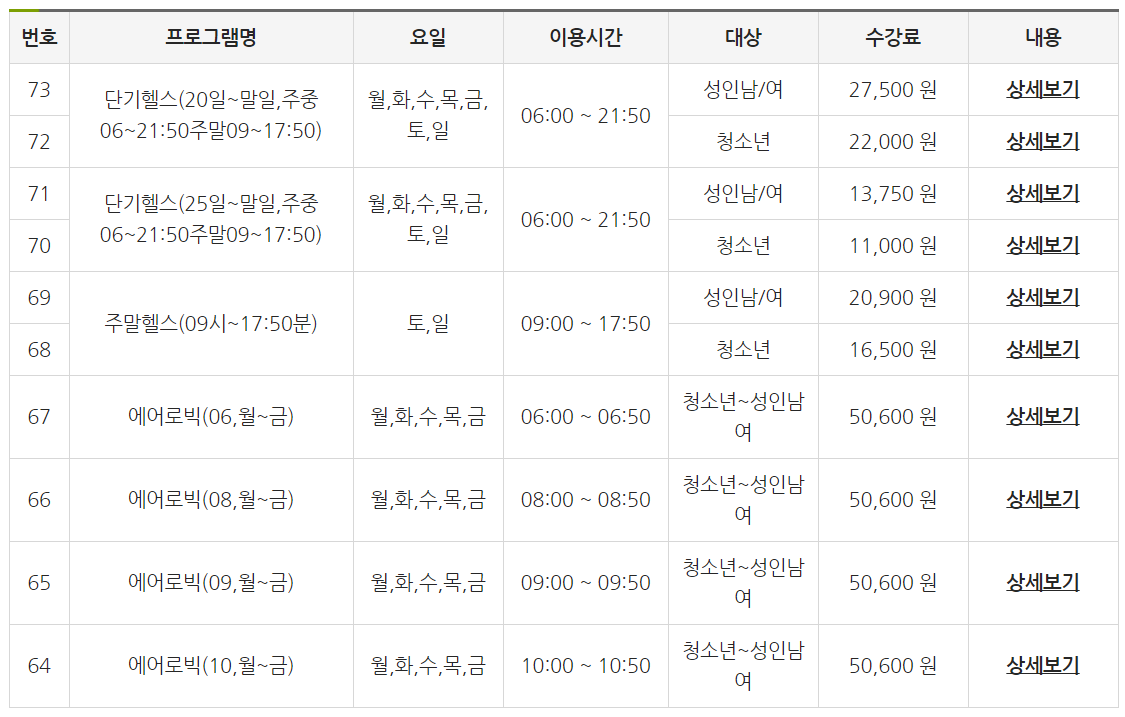 번호 프로그램명 요일 이용시간 대상 수강료 내용
73 단기헬스(20일~말일,주중 06~21:50주말09~17:50) 월,화,수,목,금,토,일 06:00 ~ 21:50 성인남/여 27,500 원 상세보기
72 청소년 22,000 원 상세보기
71 단기헬스(25일~말일,주중 06~21:50주말09~17:50) 월,화,수,목,금,토,일 06:00 ~ 21:50 성인남/여 13,750 원 상세보기
70 청소년 11,000 원 상세보기
69 주말헬스(09시~17:50분) 토,일 09:00 ~ 17:50 성인남/여 20,900 원 상세보기
68 청소년 16,500 원 상세보기
67 에어로빅(06,월~금) 월,화,수,목,금 06:00 ~ 06:50 청소년~성인남여 50,600 원 상세보기
66 에어로빅(08,월~금) 월,화,수,목,금 08:00 ~ 08:50 청소년~성인남여 50,600 원 상세보기
65 에어로빅(09,월~금) 월,화,수,목,금 09:00 ~ 09:50 청소년~성인남여 50,600 원 상세보기
64 에어로빅(10,월~금) 월,화,수,목,금 10:00 ~ 10:50 청소년~성인남여 50,600 원 상세보기